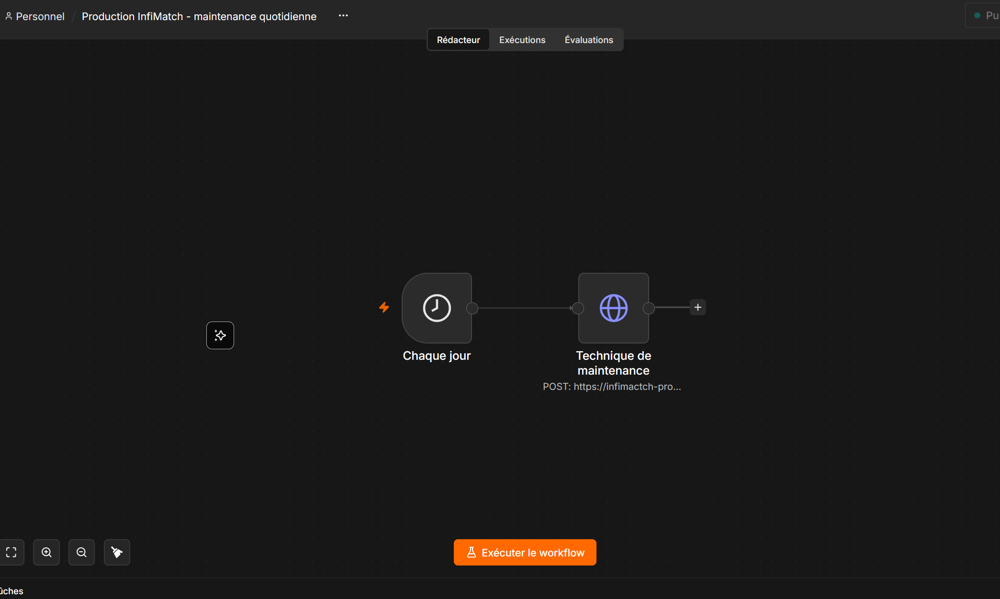 Personnel / Production InfiMatch - maintenance quotidienne ...
Pu
Rédacteur Exécutions Évaluations
Chaque jour
Technique de
maintenance
POST: https://infimactch-pro...
Exécuter le workflow
ûches